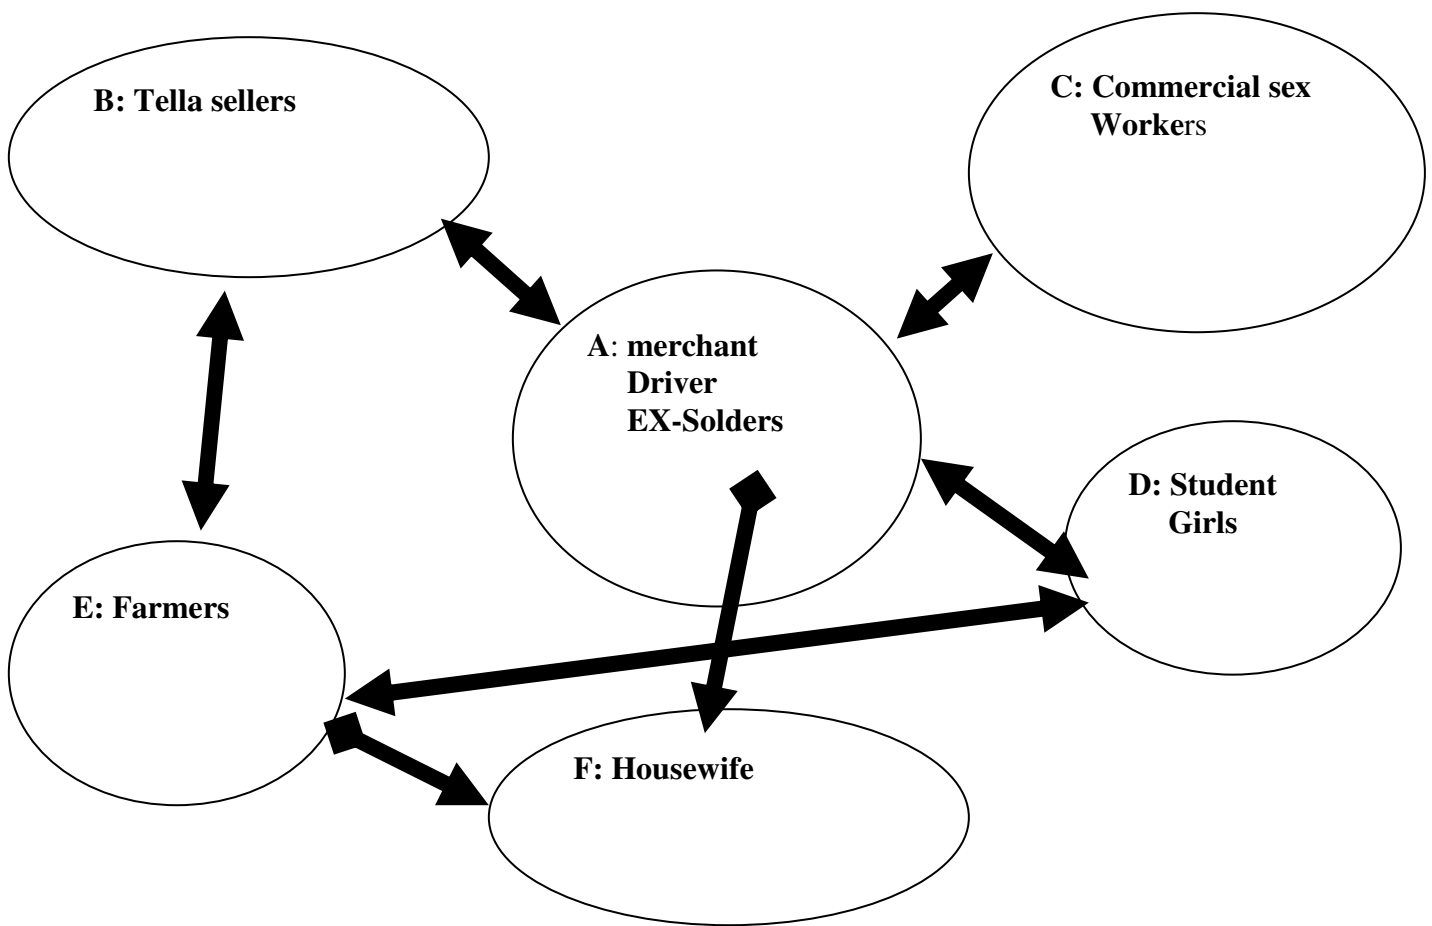 B: Tella sellers
C: Commercial sex
Workers
A: merchant
Driver
EX-Solders
D: Student
Girls
E: Farmers
F: Housewife